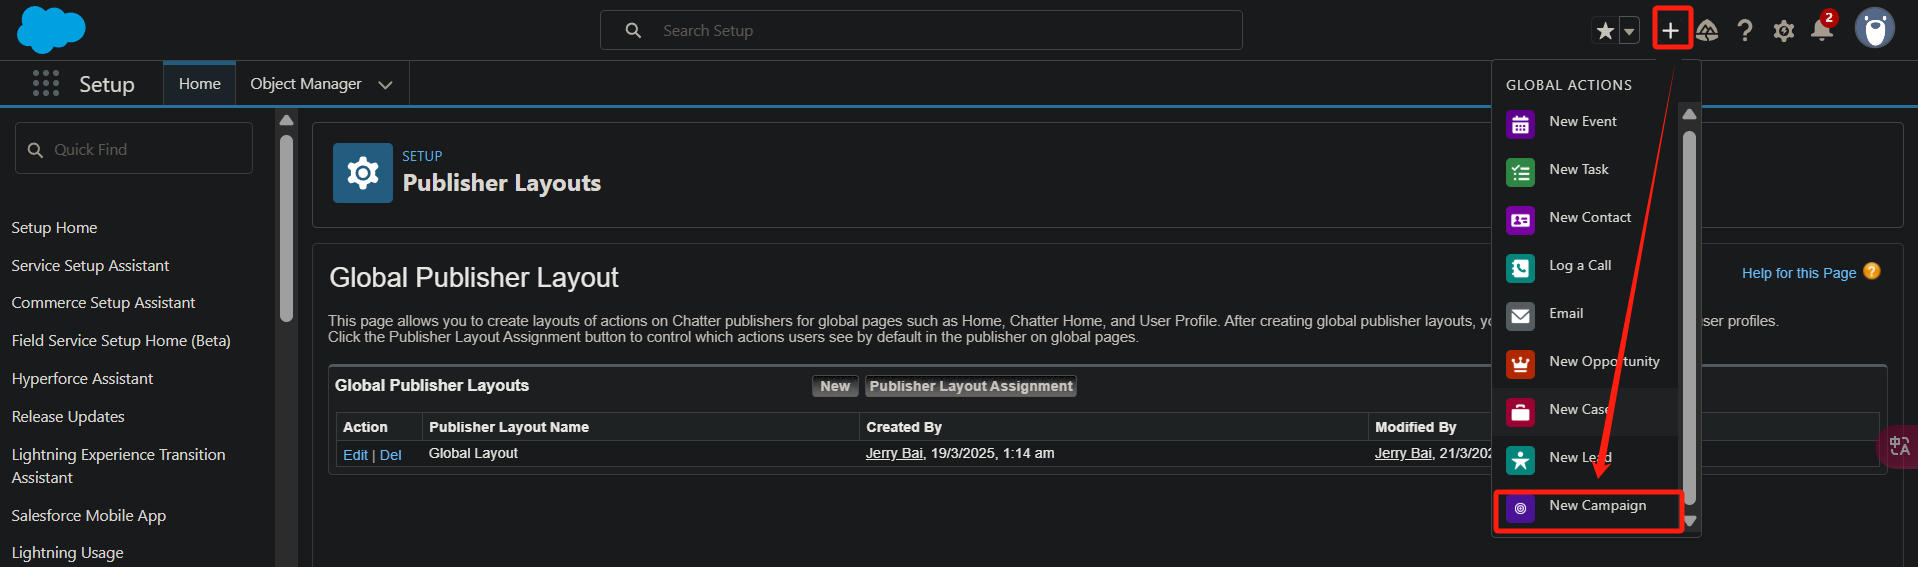 Search Setup
2
Setup
Home
Object Manager
GLOBAL ACTIONS
New Event
New Task
New Contact
Log a Call
Email
New Opportunity
New Case
New Lead
New Campaign
Quick Find
Setup Home
Service Setup Assistant
Commerce Setup Assistant
Field Service Setup Home (Beta)
Hyperforce Assistant
Release Updates
Lightning Experience Transition
Assistant
Salesforce Mobile App
Lightning Usage
SETUP
Publisher Layouts
Global Publisher Layout
Help for this Page ?
This page allows you to create layouts of actions on Chatter publishers for global pages such as Home, Chatter Home, and User Profile. After creating global publisher layouts, user profiles.
Click the Publisher Layout Assignment button to control which actions users see by default in the publisher on global pages.
Global Publisher Layouts
New
Publisher Layout Assignment
Action Publisher Layout Name Created By Modified By
Edit | Del Global Layout Jerry Bai, 19/3/2025, 1:14 am Jerry Bai, 21/3/202
中A